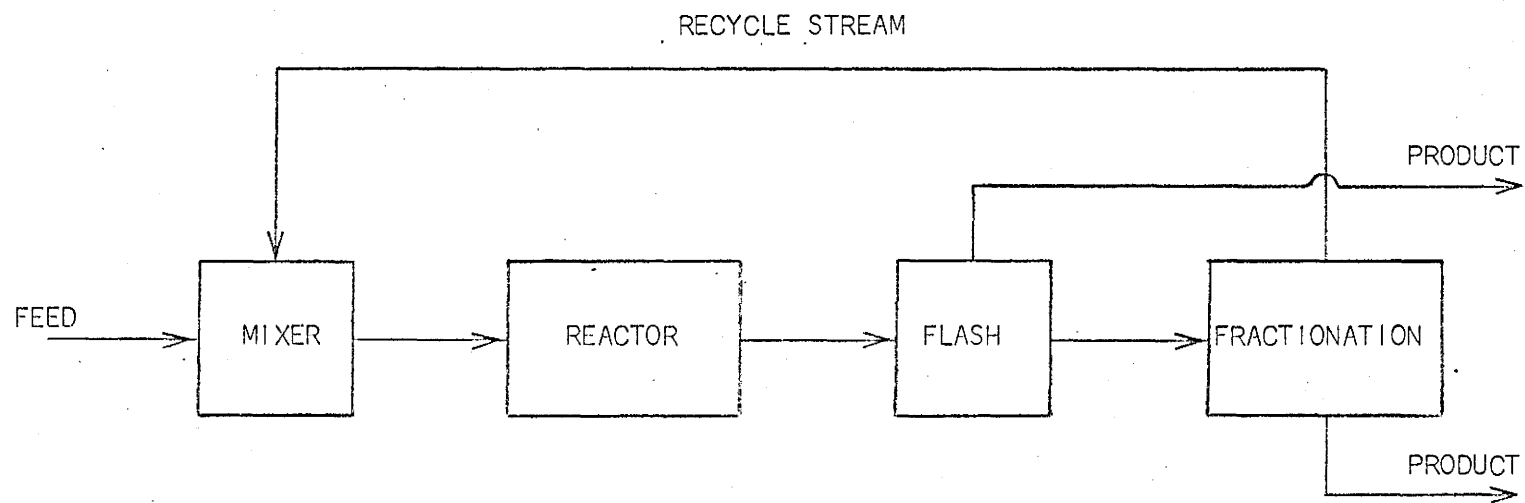 RECYCLE STREAM
PRODUCT
FEED
MIXER
REACTOR
FLASH
FRACTIONATION
PRODUCT